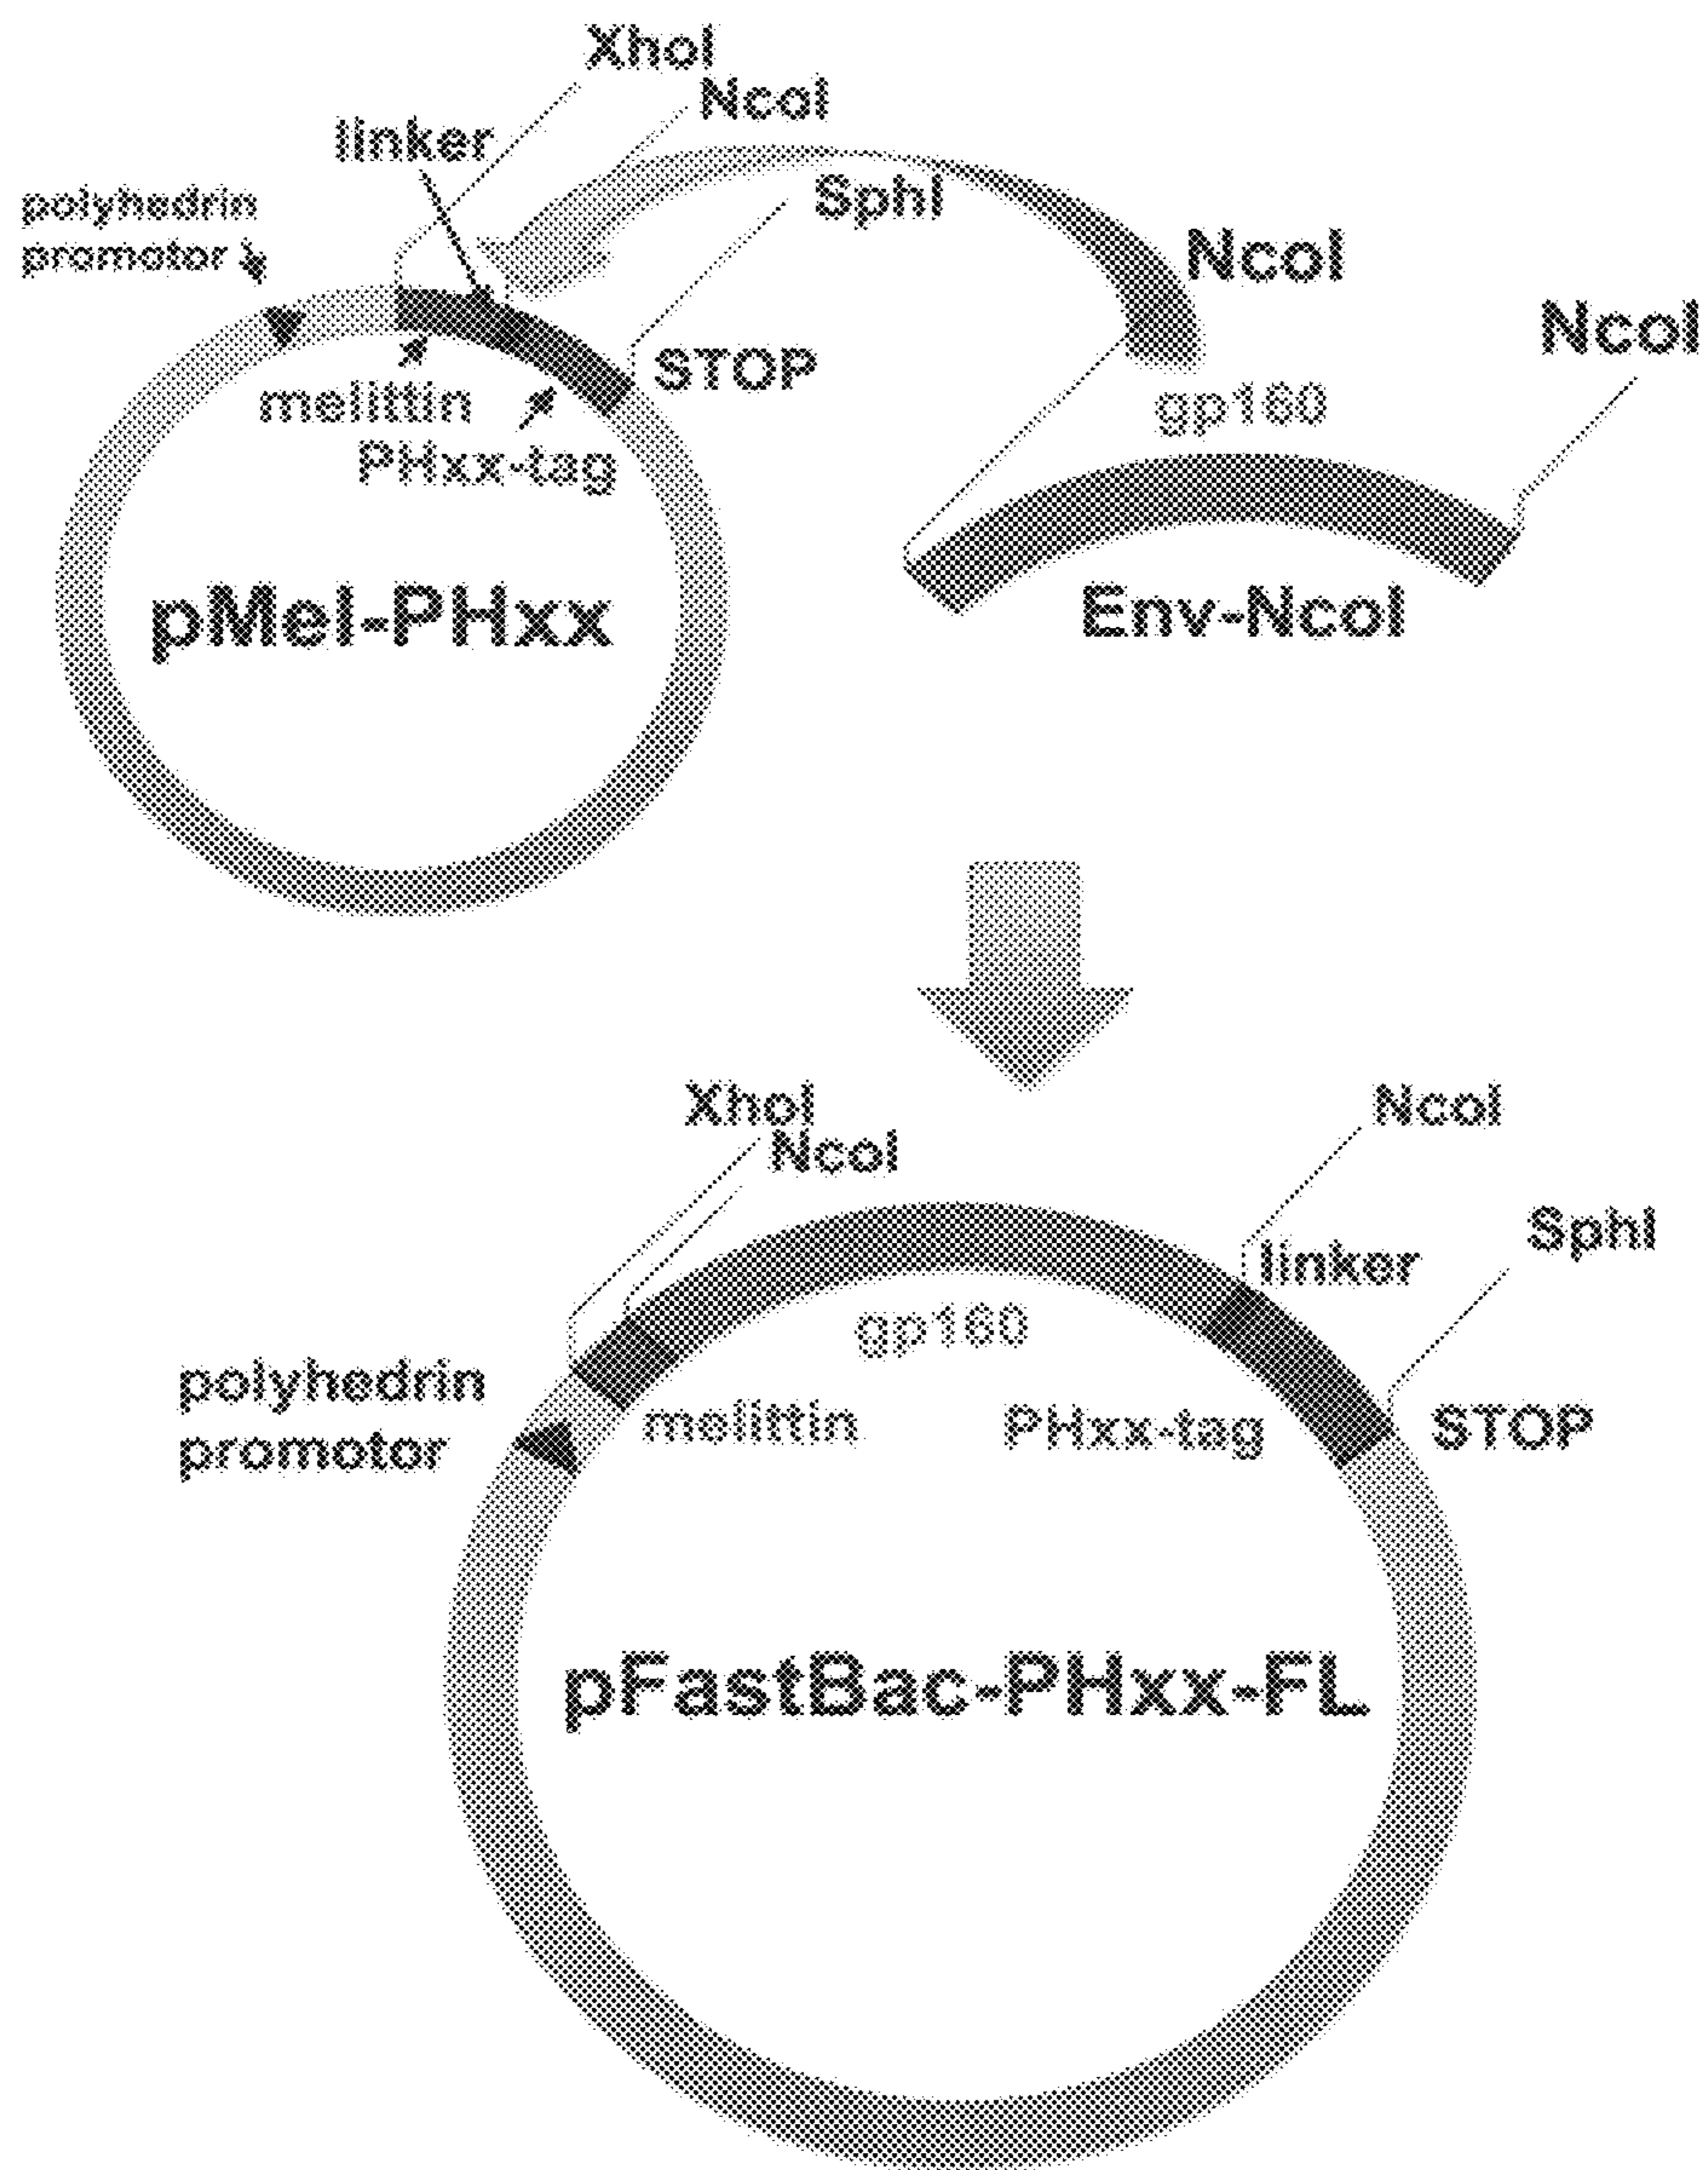 XhoI
NcoI
linker
SphI
polyhedrin
promotor
NcoI
NcoI
STOP
melittin
gp160
PHxx-tag
pMel-PHxx
Env-NcoI
XhoI
NcoI
NcoI
SphI
linker
gp160
polyhedrin
promotor
melittin
PHxx-tag
STOP
pFastBac-PHxx-FL